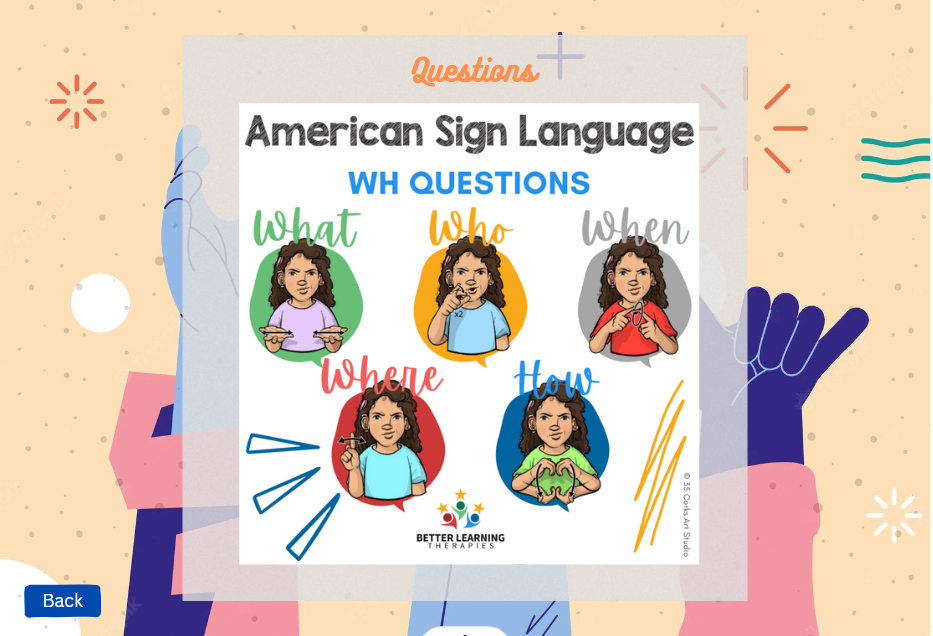 Questions
American Sign Language
WH QUESTIONS
What
Who
When
x2
Where
How
BETTER LEARNING
THERAPIES
© 35 Corks Art Studio
Back